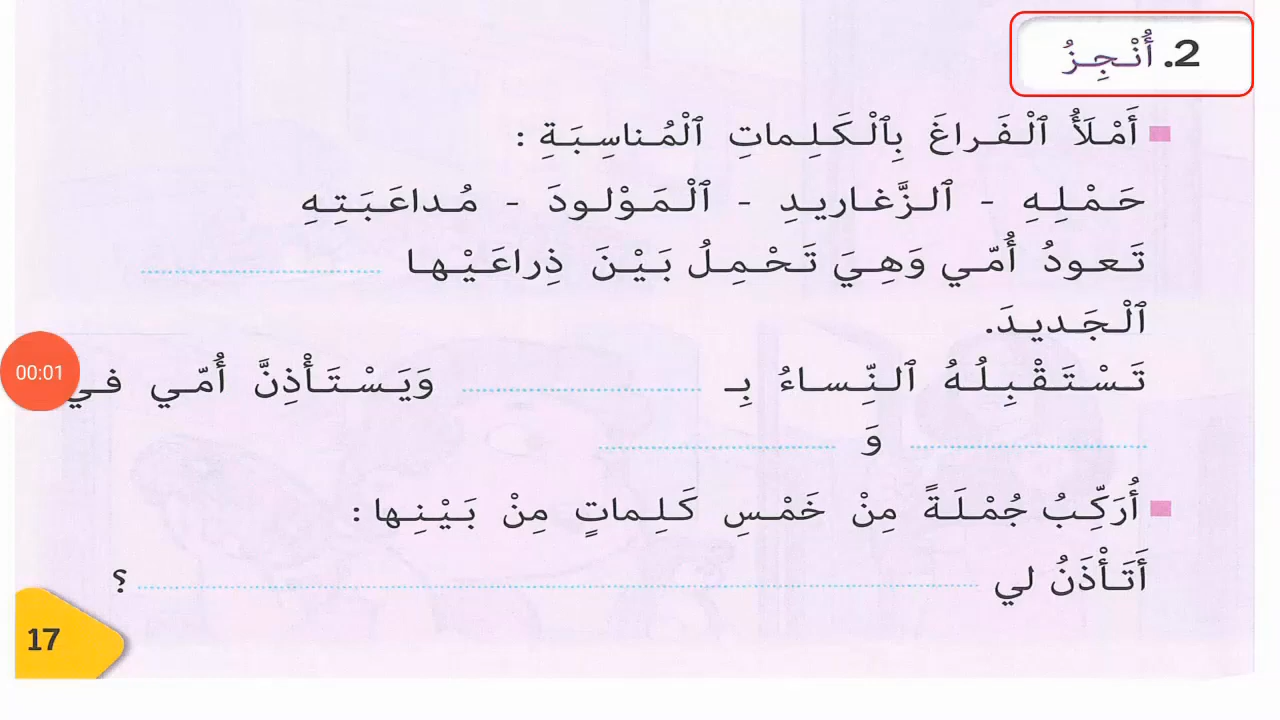 2. أُنْجِزُ
أَمْلَأُ ٱلْفَراغَ بِٱلْكَلِماتِ ٱلْمُناسِبَةِ :
حَمْلِهِ - ٱلزَّغاريدِ - ٱلْمَوْلودَ - مُداعَبَتِهِ
تَعودُ أُمّي وَهِيَ تَحْمِلُ بَيْنَ ذِراعَيْها ..........
ٱلْجَديدَ.
تَسْتَقْبِلُهُ ٱلنِّساءُ بِـ .......... وَيَسْتَأْذِنَّ أُمّي في
.......... وَ ..........
أُرَكِّبُ جُمْلَةً مِنْ خَمْسِ كَلِماتٍ مِنْ بَيْنِها :
أَتَأْذَنُ لي .......... ؟
00:01
17